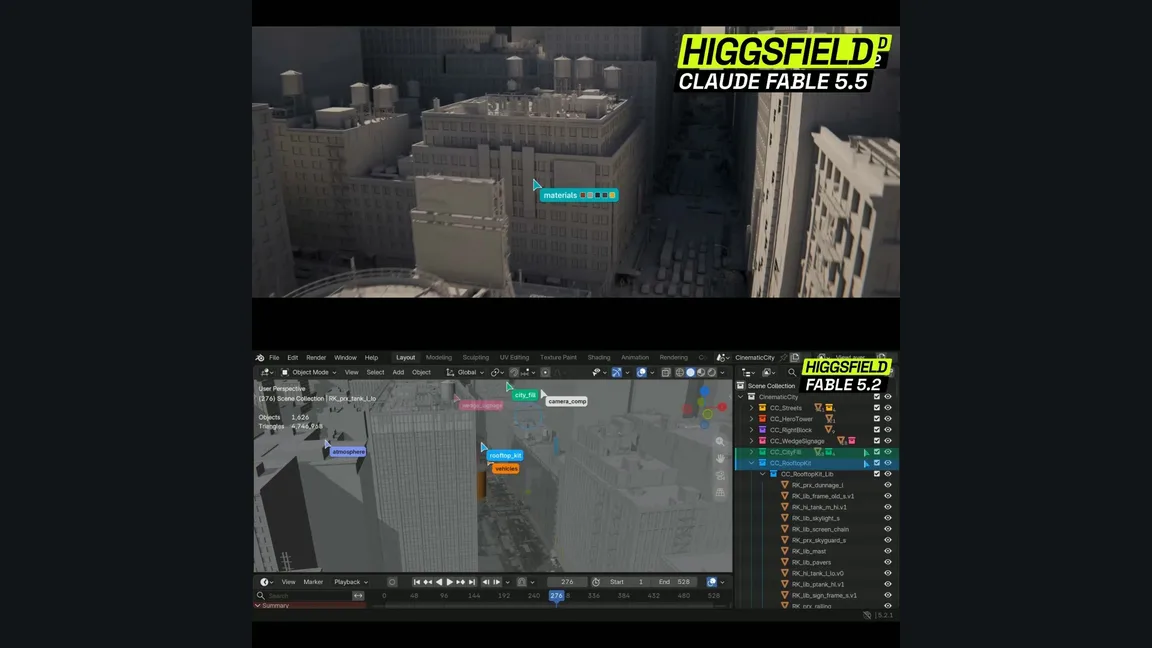 HIGGSFIELD
CLAUDE FABLE 5.5
materials
File Edit Render Window Help Layout Modeling Sculpting UV Editing Texture Paint Shading Animation Rendering
CinematicCity
HIGGSFIELD
FABLE 5.2
Object Mode View Select Add Object Global
User Perspective
(276) Scene Collection | RK_prx_tank_l_lo
Objects 1,626
Triangles 4,746,968
city_fill
camera_comp
atmosphere
rooftop_kit
vehicles
Scene Collection
CinematicCity
CC_Streets
CC_HeroTower
CC_RightBlock
CC_WedgeSignage
CC_CityFill
CC_RooftopKit
CC_RooftopKit_Lib
RK_prx_dunnage_l
RK_lib_frame_old_s.v1
RK_hi_tank_m_hi.v1
RK_lib_skylight_s
RK_lib_screen_chain
RK_prx_skyguard_s
RK_lib_mast
RK_lib_pavers
RK_hi_tank_l_lo.v0
RK_lib_ptank_hi.v1
RK_lib_sign_frame_s.v1
RK_prx_railing
View Marker Playback
276 Start 1 End 528
Search
0 48 96 144 192 240 276 336 384 432 480 528
Summary
5.2.1